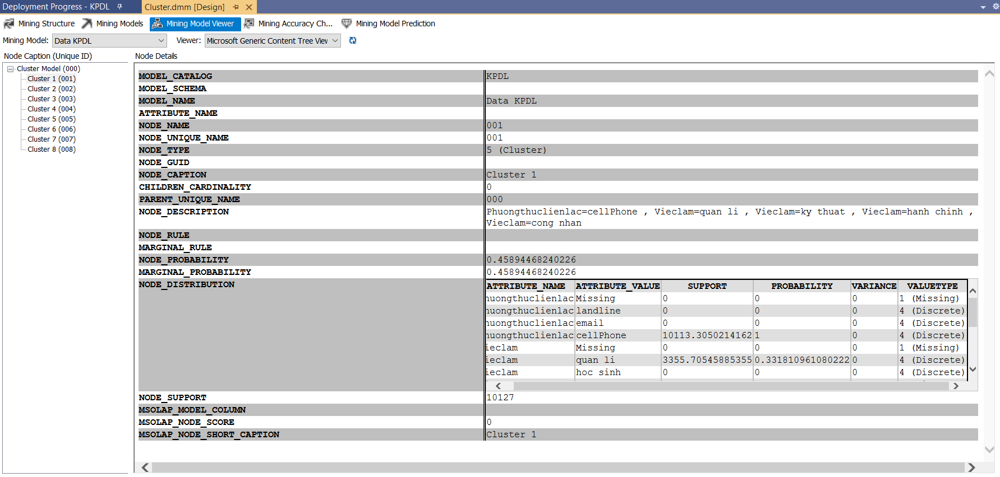 Deployment Progress - KPDL
Cluster.dmm [Design]
Mining Structure
Mining Models
Mining Model Viewer
Mining Accuracy Ch...
Mining Model Prediction
Mining Model:
Data KPDL
Viewer:
Microsoft Generic Content Tree View
Node Caption (Unique ID)
Cluster Model (000)
Cluster 1 (001)
Cluster 2 (002)
Cluster 3 (003)
Cluster 4 (004)
Cluster 5 (005)
Cluster 6 (006)
Cluster 7 (007)
Cluster 8 (008)
Node Details
MODEL_CATALOG KPDL
MODEL_SCHEMA
MODEL_NAME Data KPDL
ATTRIBUTE_NAME
NODE_NAME 001
NODE_UNIQUE_NAME 001
NODE_TYPE 5 (Cluster)
NODE_GUID
NODE_CAPTION Cluster 1
CHILDREN_CARDINALITY 0
PARENT_UNIQUE_NAME 000
NODE_DESCRIPTION Phuongthuclienlac=cellPhone , Vieclam=quan li , Vieclam=ky thuat , Vieclam=hanh chinh ,
Vieclam=cong nhan
NODE_RULE
MARGINAL_RULE
NODE_PROBABILITY 0.45894468240226
MARGINAL_PROBABILITY 0.45894468240226
NODE_DISTRIBUTION
ATTRIBUTE_NAME ATTRIBUTE_VALUE SUPPORT PROBABILITY VARIANCE VALUETYPE
huongthuclienlac Missing 0 0 0 1 (Missing)
huongthuclienlac landline 0 0 0 4 (Discrete)
huongthuclienlac email 0 0 0 4 (Discrete)
huongthuclienlac cellPhone 10113.3050214162 1 0 4 (Discrete)
ieclam Missing 0 0 0 1 (Missing)
ieclam quan li 3355.70545885355 0.331810961080222 0 4 (Discrete)
ieclam hoc sinh 0 0 0 4 (Discrete)
NODE_SUPPORT 10127
MSOLAP_MODEL_COLUMN
MSOLAP_NODE_SCORE 0
MSOLAP_NODE_SHORT_CAPTION Cluster 1